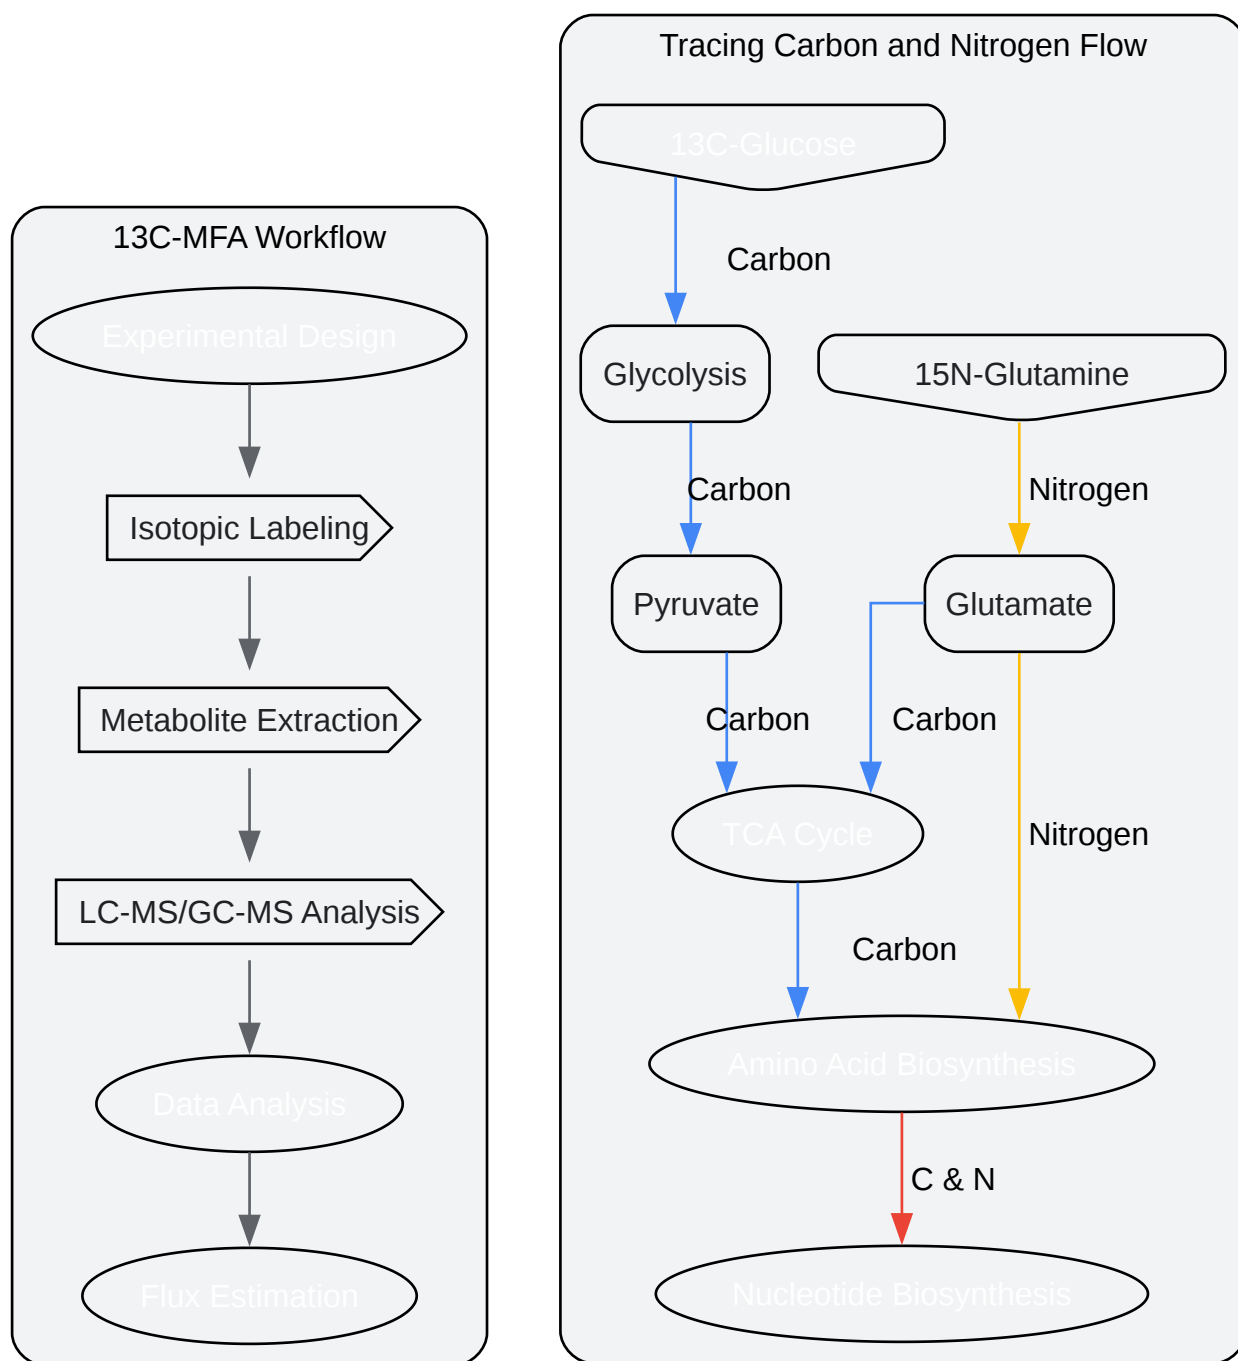 13C-MFA Workflow
Experimental Design
Isotopic Labeling
Metabolite Extraction
LC-MS/GC-MS Analysis
Data Analysis
Flux Estimation
Tracing Carbon and Nitrogen Flow
13C-Glucose
Carbon
Glycolysis
15N-Glutamine
Carbon
Nitrogen
Pyruvate
Glutamate
Carbon
Carbon
TCA Cycle
Nitrogen
Carbon
Amino Acid Biosynthesis
C & N
Nucleotide Biosynthesis